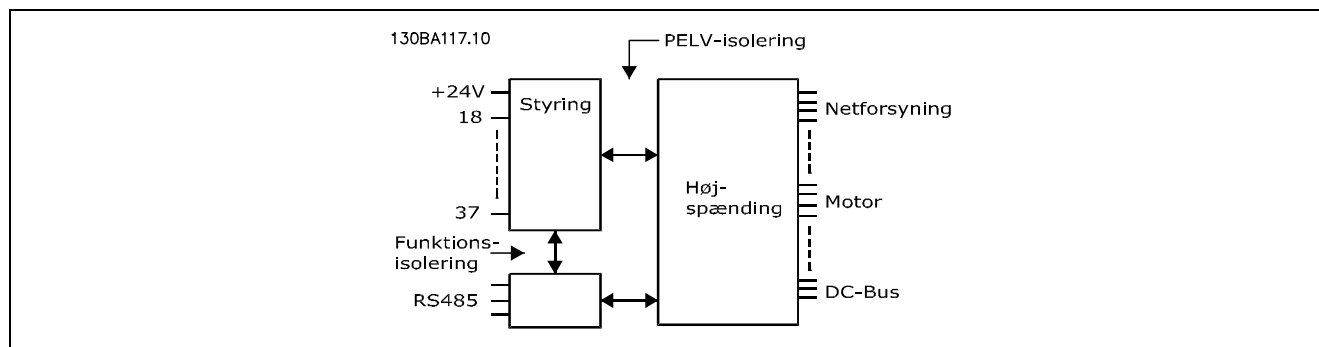 130BA117.10
PELV-isolering
+24V
Styring
18
Netforsyning
Høj-
spænding
Motor
37
Funktions-
isolering
RS485
DC-Bus